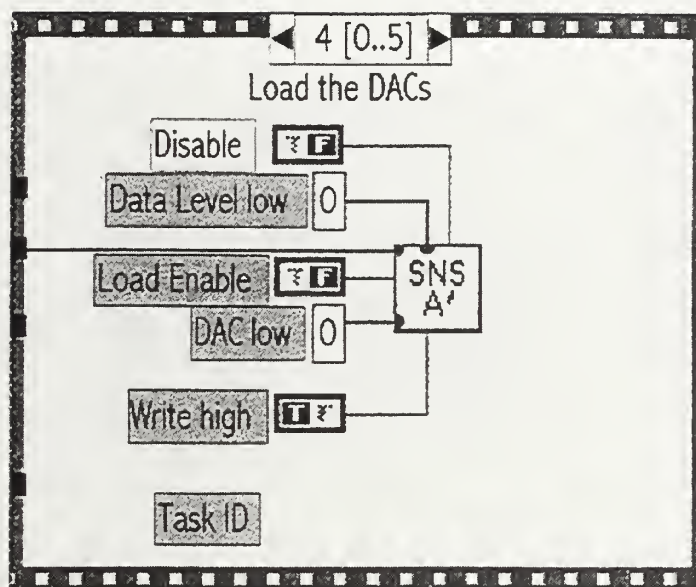 4 [0..5]
Load the DACs
Disable F
Data Level low 0
SNS
A
Load Enable F
DAC low 0
Write high T
Task ID